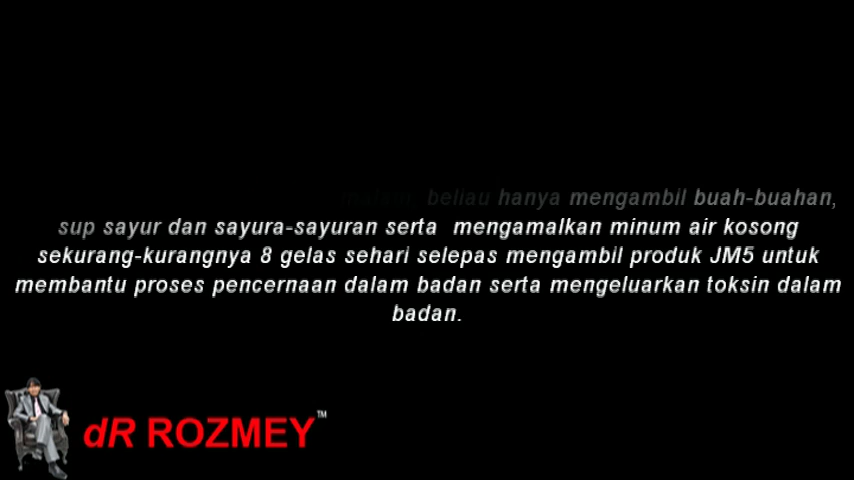 beliau hanya mengambil buah-buahan,
sup sayur dan sayura-sayuran serta  mengamalkan minum air kosong
sekurang-kurangnya 8 gelas sehari selepas mengambil produk JM5 untuk
membantu proses pencernaan dalam badan serta mengeluarkan toksin dalam
badan.
dR ROZMEY™